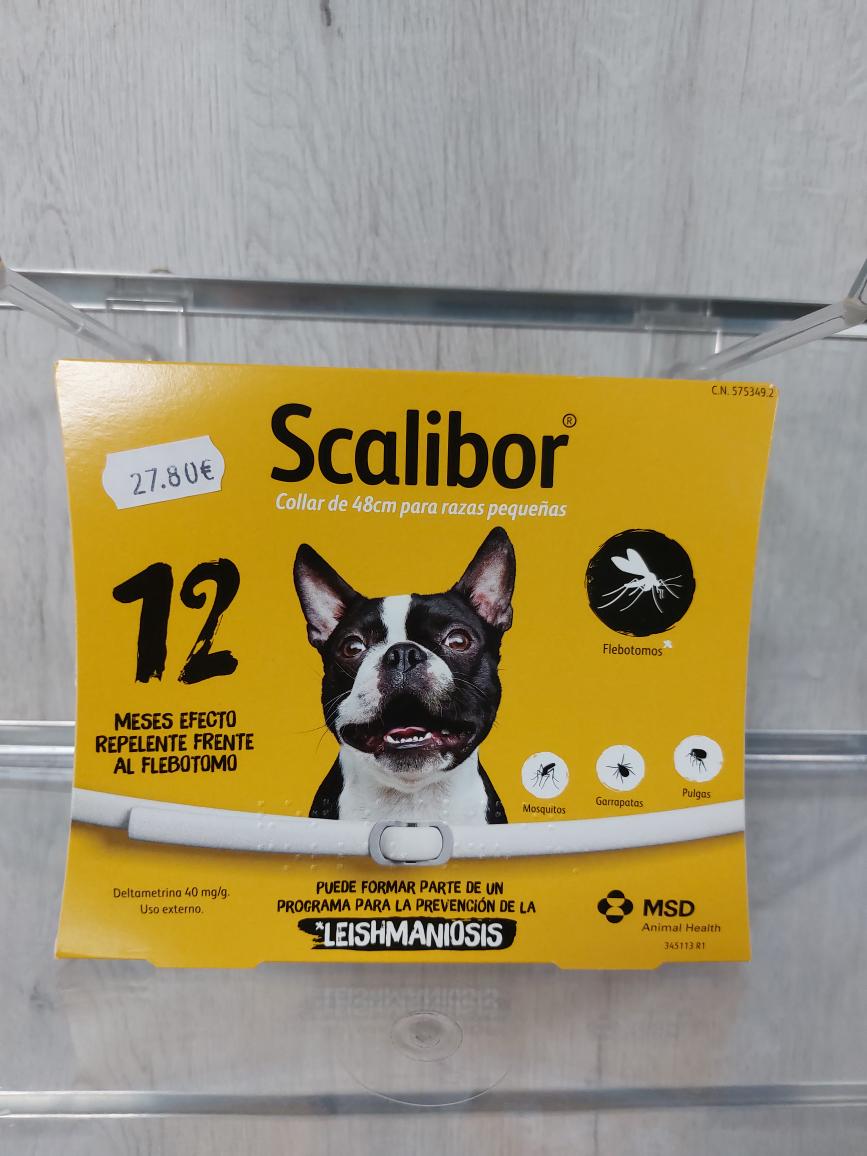 C.N. 575349.2
Scalibor®
27.80€
Collar de 48cm para razas pequeñas
12
MESES EFECTO
REPELENTE FRENTE
AL FLEBOTOMO
Flebotomos*
Mosquitos
Garrapatas
Pulgas
Deltametrina 40 mg/g.
Uso externo.
PUEDE FORMAR PARTE DE UN
PROGRAMA PARA LA PREVENCIÓN DE LA
*LEISHMANIOSIS
MSD
Animal Health
345113 R1